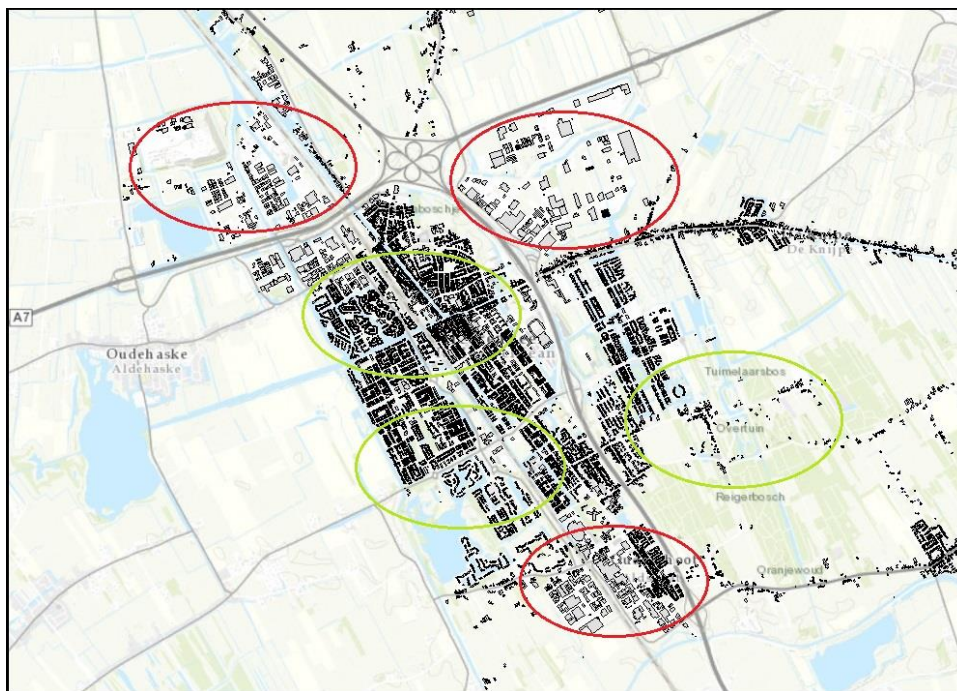 De Knijpe
A7
Oudehaske
Aldehaske
Tuimelaarsbos
Overtuin
Reigerbosch
Oranjewoud